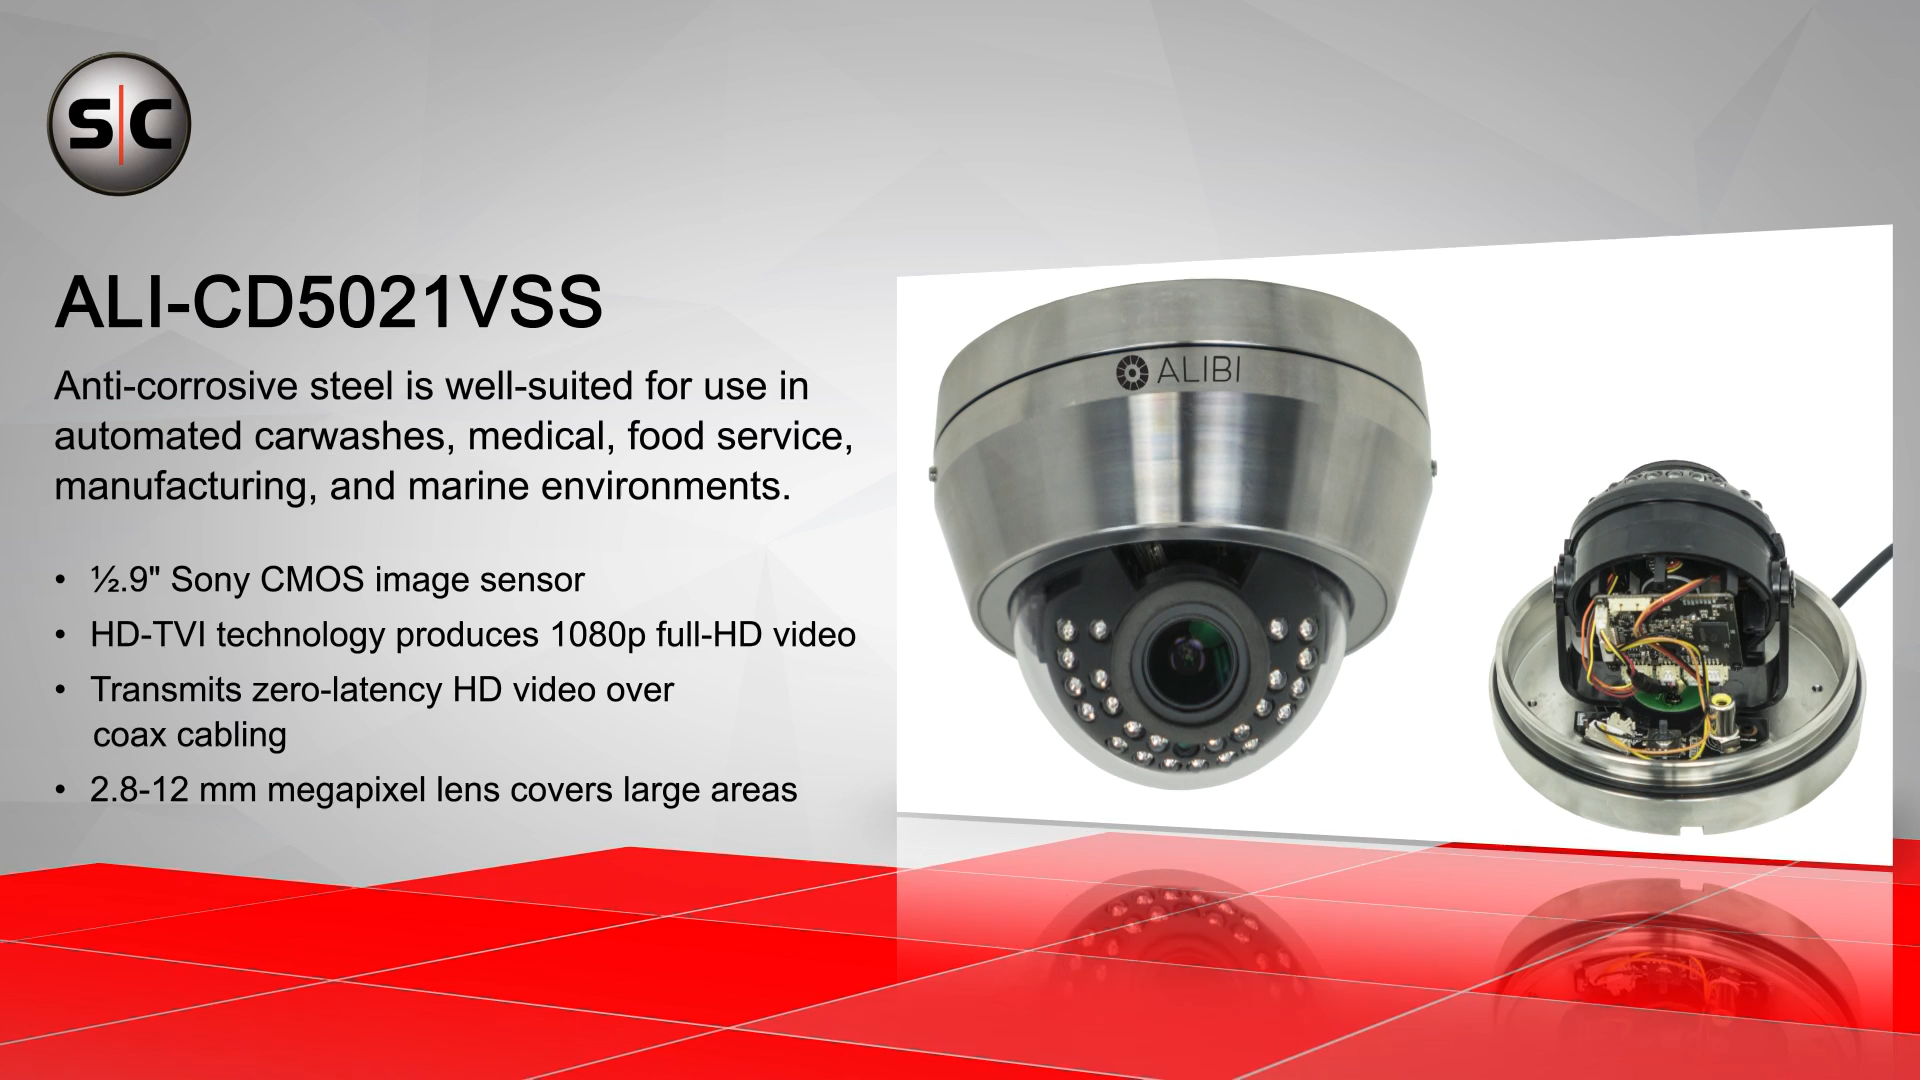 S|C
ALI-CD5021VSS
Anti-corrosive steel is well-suited for use in
automated carwashes, medical, food service,
manufacturing, and marine environments.
• ½.9" Sony CMOS image sensor
• HD-TVI technology produces 1080p full-HD video
• Transmits zero-latency HD video over
coax cabling
• 2.8-12 mm megapixel lens covers large areas
ALIBI